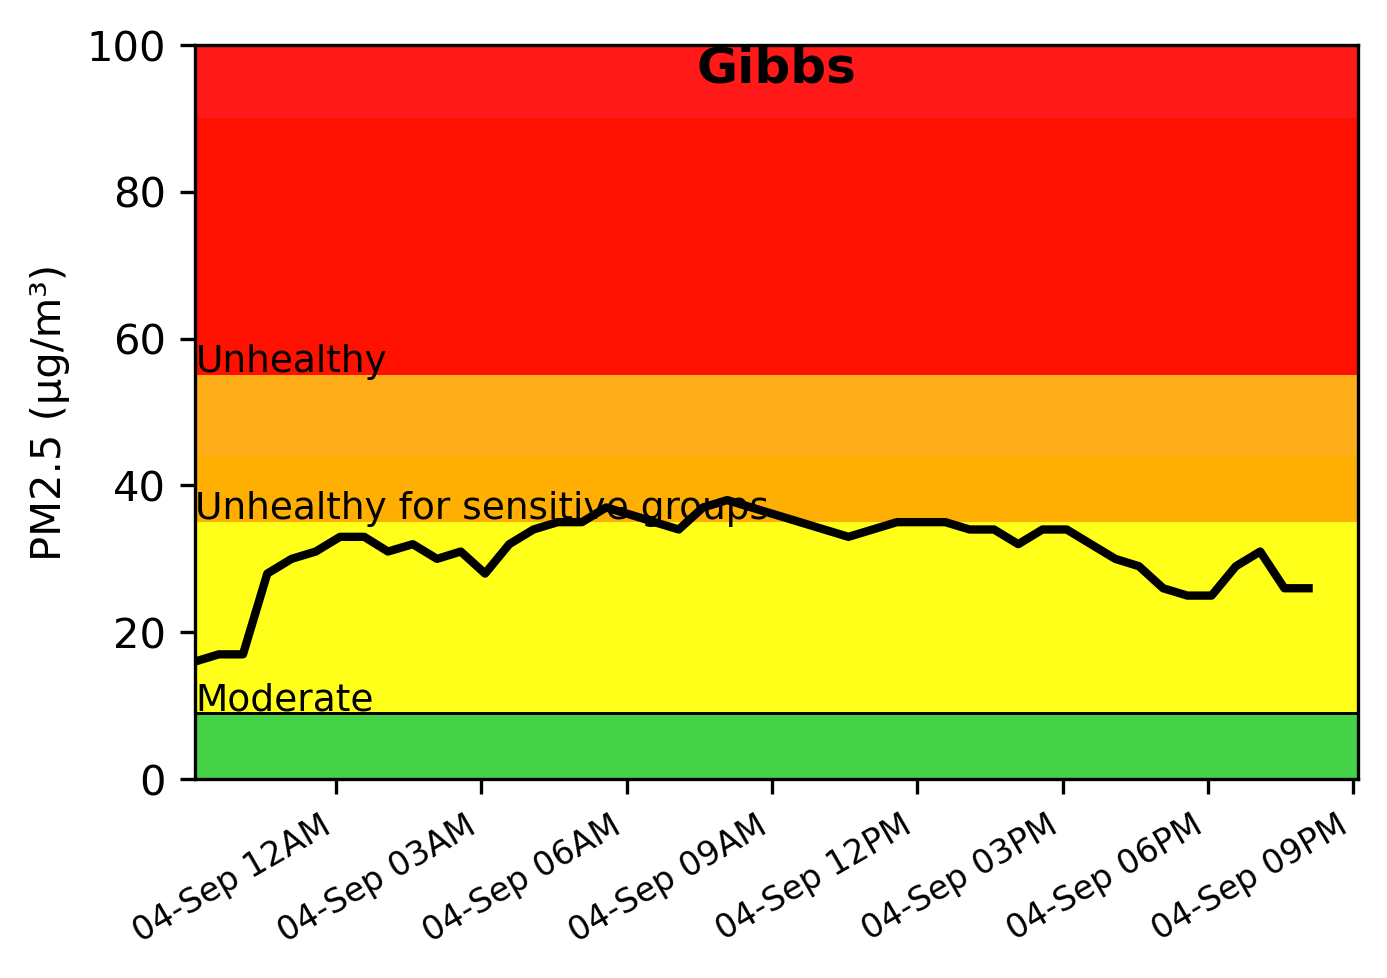 Gibbs
100
80
60
40
20
0
PM2.5 (µg/m³)
Unhealthy
Unhealthy for sensitive groups
Moderate
04-Sep 12AM
04-Sep 03AM
04-Sep 06AM
04-Sep 09AM
04-Sep 12PM
04-Sep 03PM
04-Sep 06PM
04-Sep 09PM